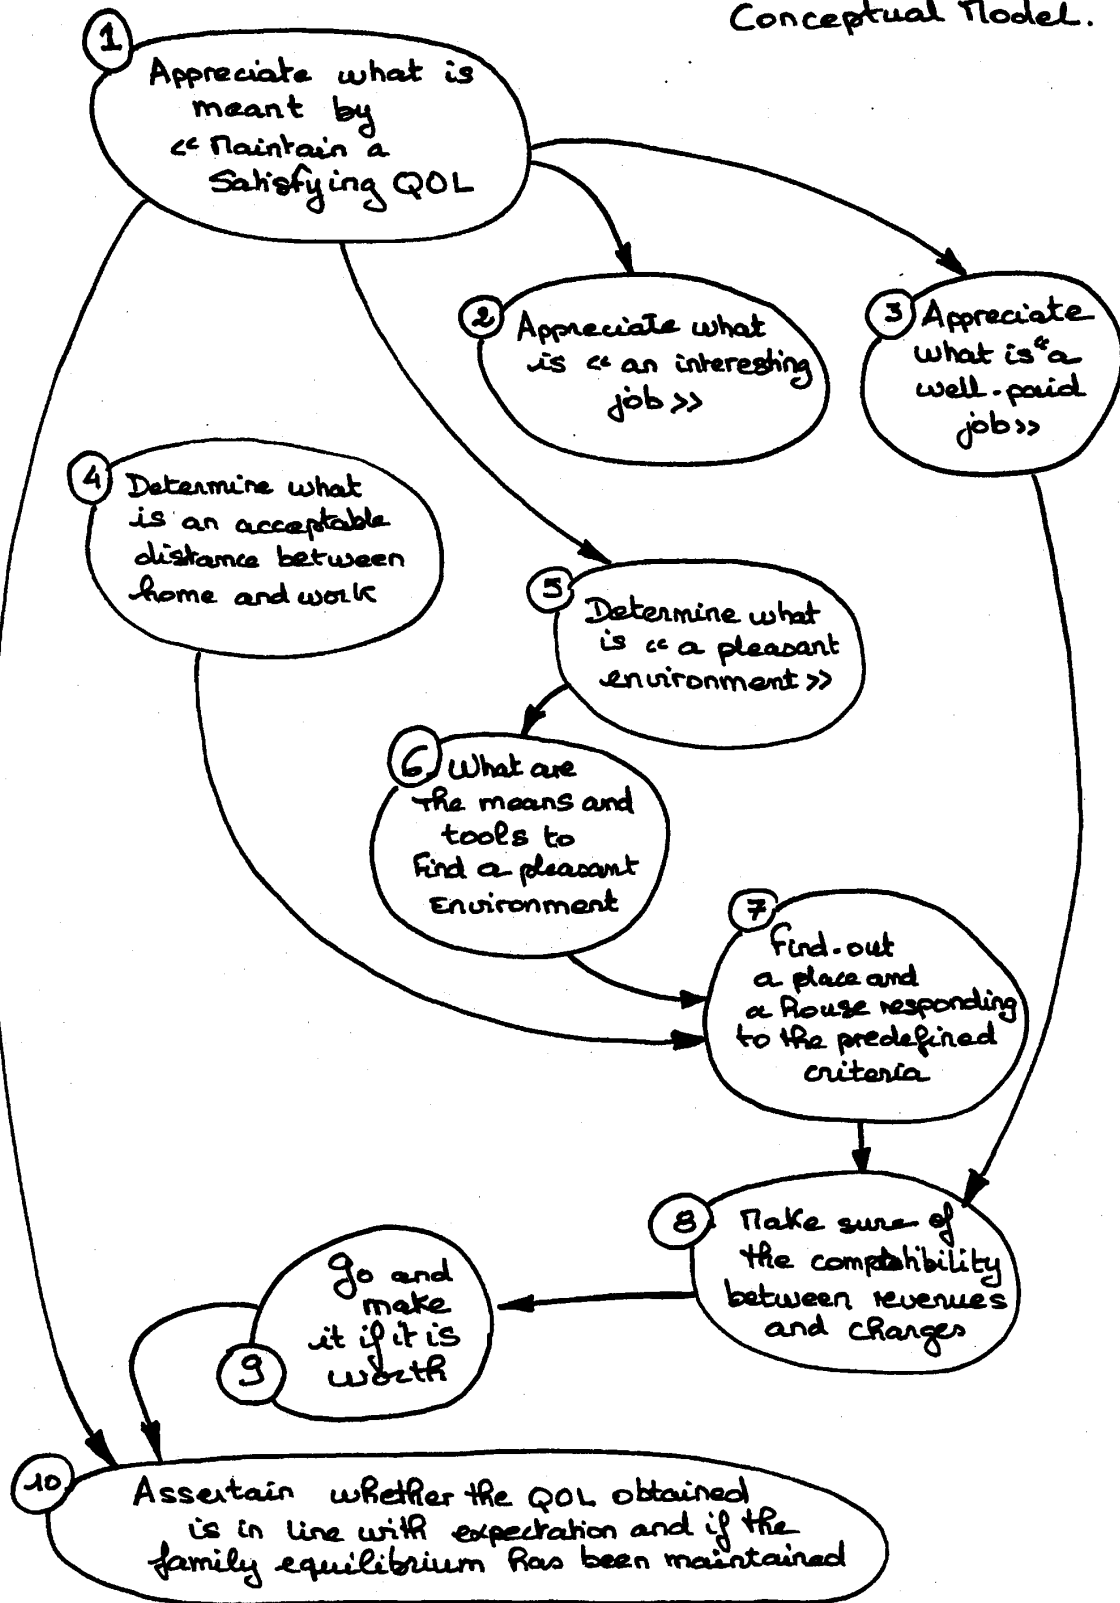 Conceptual Model.
1
Appreciate what is
meant by
<< Maintain a
Satisfying QOL
2
Appreciate what
is << an interesting
job >>
3
Appreciate
what is "a
well-paid
job >>
4
Determine what
is an acceptable
distance between
home and work
5
Determine what
is << a pleasant
environment >>
6
What are
the means and
tools to
Find a pleasant
Environment
7
Find-out
a place and
a house responding
to the predefined
criteria
8
Make sure of
the compatibility
between revenues
and charges
9
Go and
make
it if it is
worth
10
Assertain whether the QOL obtained
is in line with expectation and if the
family equilibrium has been maintained